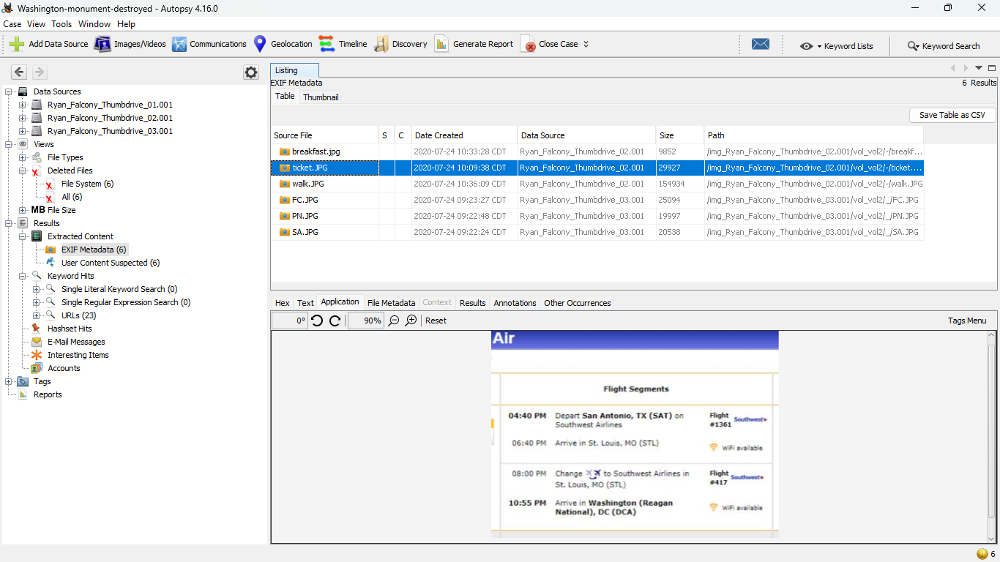 Washington-monument-destroyed - Autopsy 4.16.0
Case View Tools Window Help
Add Data Source Images/Videos Communications Geolocation Timeline Discovery Generate Report Close Case Keyword Lists Keyword Search
Data Sources
Ryan_Falcony_Thumbdrive_01.001
Ryan_Falcony_Thumbdrive_02.001
Ryan_Falcony_Thumbdrive_03.001
Views
File Types
Deleted Files
File System (6)
All (6)
MB File Size
Results
Extracted Content
EXIF Metadata (6)
User Content Suspected (6)
Keyword Hits
Single Literal Keyword Search (0)
Single Regular Expression Search (0)
URLs (23)
Hashset Hits
E-Mail Messages
Interesting Items
Accounts
Tags
Reports
Listing
EXIF Metadata 6 Results
Table Thumbnail
Save Table as CSV
Source File S C Date Created Data Source Size Path
breakfast.jpg 2020-07-24 10:33:28 CDT Ryan_Falcony_Thumbdrive_02.001 9852 /img_Ryan_Falcony_Thumbdrive_02.001/vol_vol2/-/breakf...
ticket.JPG 2020-07-24 10:09:38 CDT Ryan_Falcony_Thumbdrive_02.001 29927 /img_Ryan_Falcony_Thumbdrive_02.001/vol_vol2/-/ticket....
walk.JPG 2020-07-24 10:36:09 CDT Ryan_Falcony_Thumbdrive_02.001 154934 /img_Ryan_Falcony_Thumbdrive_02.001/vol_vol2/-/walk.JPG
FC.JPG 2020-07-24 09:23:27 CDT Ryan_Falcony_Thumbdrive_03.001 25094 /img_Ryan_Falcony_Thumbdrive_03.001/vol_vol2/_/FC.JPG
PN.JPG 2020-07-24 09:22:48 CDT Ryan_Falcony_Thumbdrive_03.001 19997 /img_Ryan_Falcony_Thumbdrive_03.001/vol_vol2/_/PN.JPG
SA.JPG 2020-07-24 09:22:24 CDT Ryan_Falcony_Thumbdrive_03.001 20538 /img_Ryan_Falcony_Thumbdrive_03.001/vol_vol2/_/SA.JPG
Hex Text Application File Metadata Context Results Annotations Other Occurrences
0° 90% Reset Tags Menu
Air
Flight Segments
04:40 PM Depart San Antonio, TX (SAT) on Flight Southwest
Southwest Airlines #1361
06:40 PM Arrive in St. Louis, MO (STL) WiFi available
08:00 PM Change to Southwest Airlines in Flight Southwest
St. Louis, MO (STL) #417
10:55 PM Arrive in Washington (Reagan WiFi available
National), DC (DCA)
6